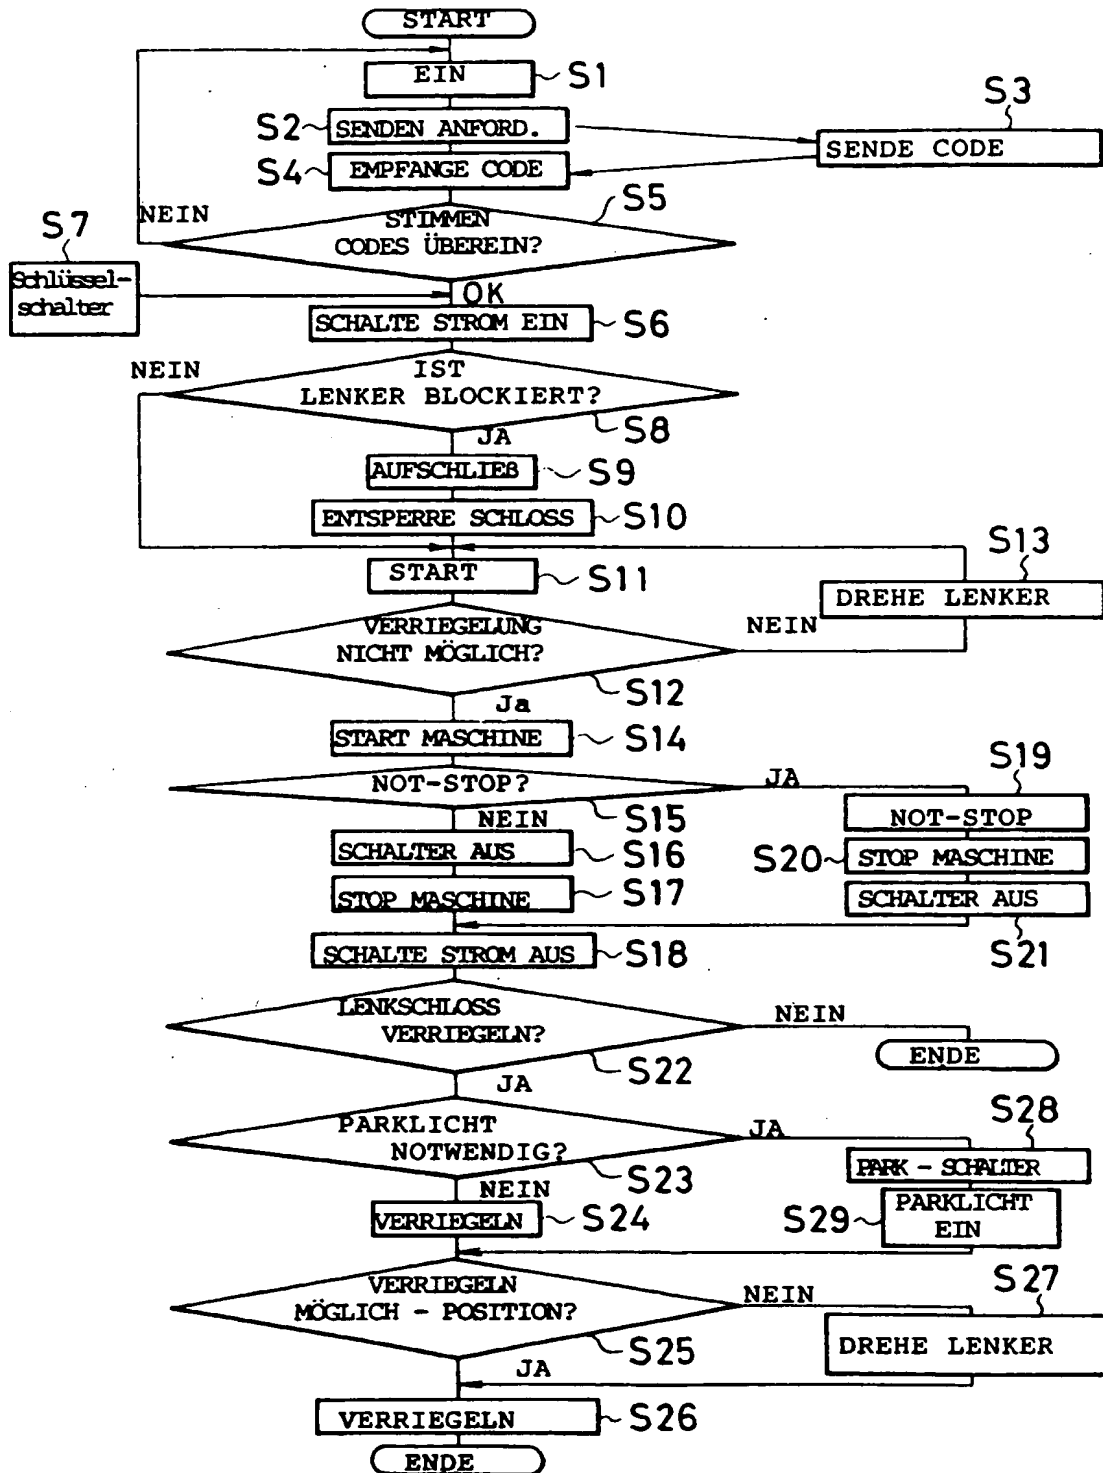 START
EIN
S1
S2
SENDEN ANFORD.
S3
SENDE CODE
S4
EMPFANGE CODE
NEIN
S5
STIMMEN
CODES ÜBEREIN?
S7
Schlüssel-
schalter
OK
SCHALTE STROM EIN
S6
NEIN
IST
LENKER BLOCKIERT?
S8
JA
AUFSCHLIEß
S9
ENTSPERRE SCHLOSS
S10
START
S11
S13
DREHE LENKER
VERRIEGELUNG
NICHT MÖGLICH?
NEIN
S12
Ja
START MASCHINE
S14
NOT-STOP?
JA
S15
S19
NOT-STOP
NEIN
SCHALTER AUS
S16
S20
STOP MASCHINE
STOP MASCHINE
S17
SCHALTER AUS
S21
SCHALTE STROM AUS
S18
LENKSCHLOSS
VERRIEGELN?
NEIN
ENDE
S22
JA
PARKLICHT
NOTWENDIG?
JA
S28
PARK - SCHALTER
S23
NEIN
VERRIEGELN
S24
S29
PARKLICHT
EIN
VERRIEGELN
MÖGLICH - POSITION?
NEIN
S27
DREHE LENKER
S25
JA
VERRIEGELN
S26
ENDE